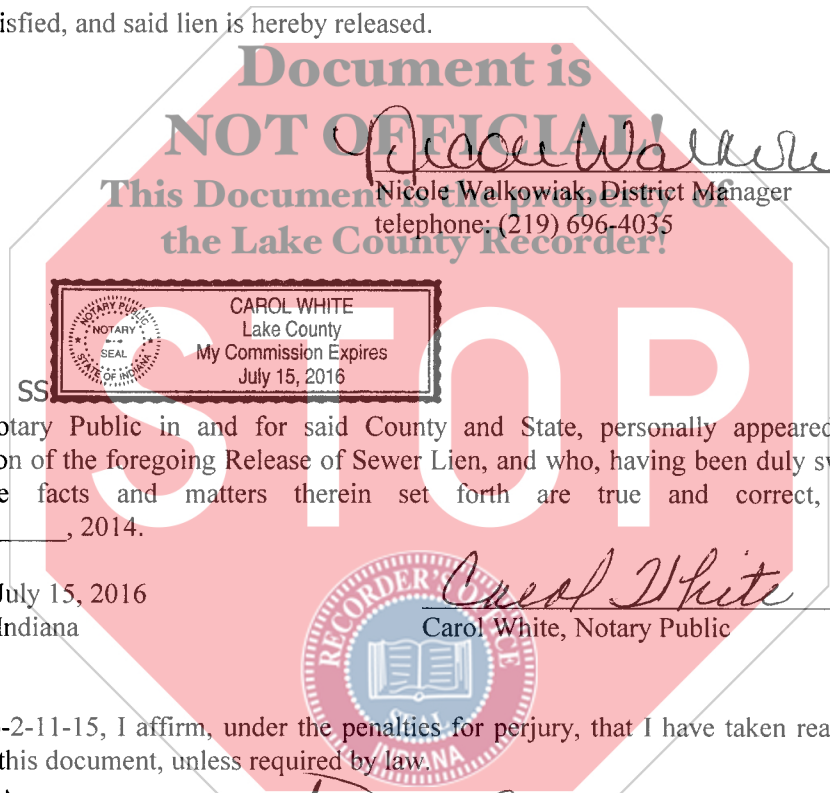 isfied, and said lien is hereby released.
Document is
NOT OFFICIAL!
Nicole Walkowiak
This Document is the property of
Nicole Walkowiak, District Manager
telephone: (219) 696-4035
the Lake County Recorder!
STOP
NOTARY PUBLIC
NOTARY
SEAL
STATE OF INDIANA
CAROL WHITE
Lake County
My Commission Expires
July 15, 2016
SS
otary Public in and for said County and State, personally appeared
on of the foregoing Release of Sewer Lien, and who, having been duly sw
e facts and matters therein set forth are true and correct,
, 2014.
July 15, 2016
Indiana
Carol White
Carol White, Notary Public
RECORDER'S OFFICE
SEAL
INDIANA
-2-11-15, I affirm, under the penalties for perjury, that I have taken rea
this document, unless required by law.